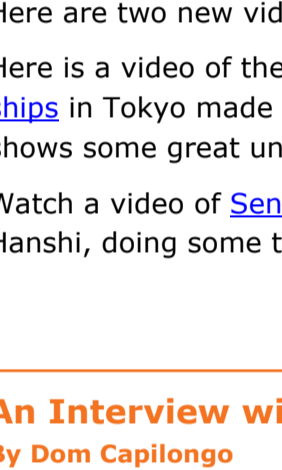 Here are two new vid
Here is a video of the
ships in Tokyo made
shows some great un
Watch a video of Sen
Hanshi, doing some t
An Interview wi
By Dom Capilongo